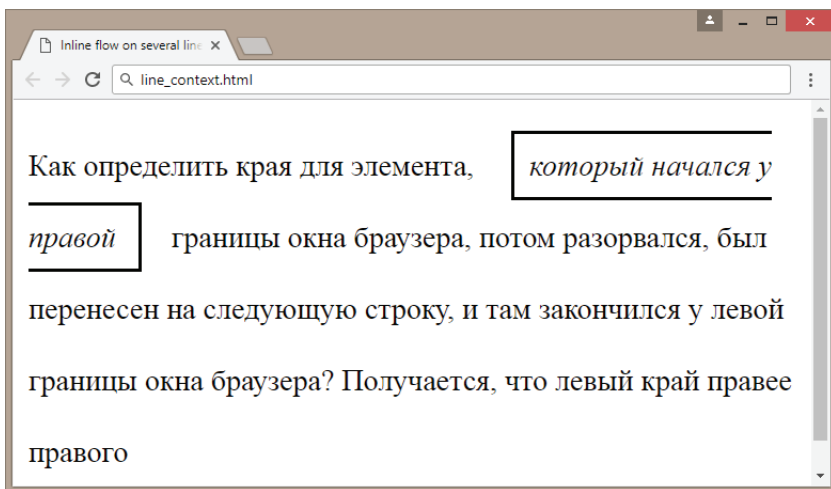 Inline flow on several line
line_context.html
Как определить края для элемента, который начался у
правой границы окна браузера, потом разорвался, был
перенесен на следующую строку, и там закончился у левой
границы окна браузера? Получается, что левый край правее
правого